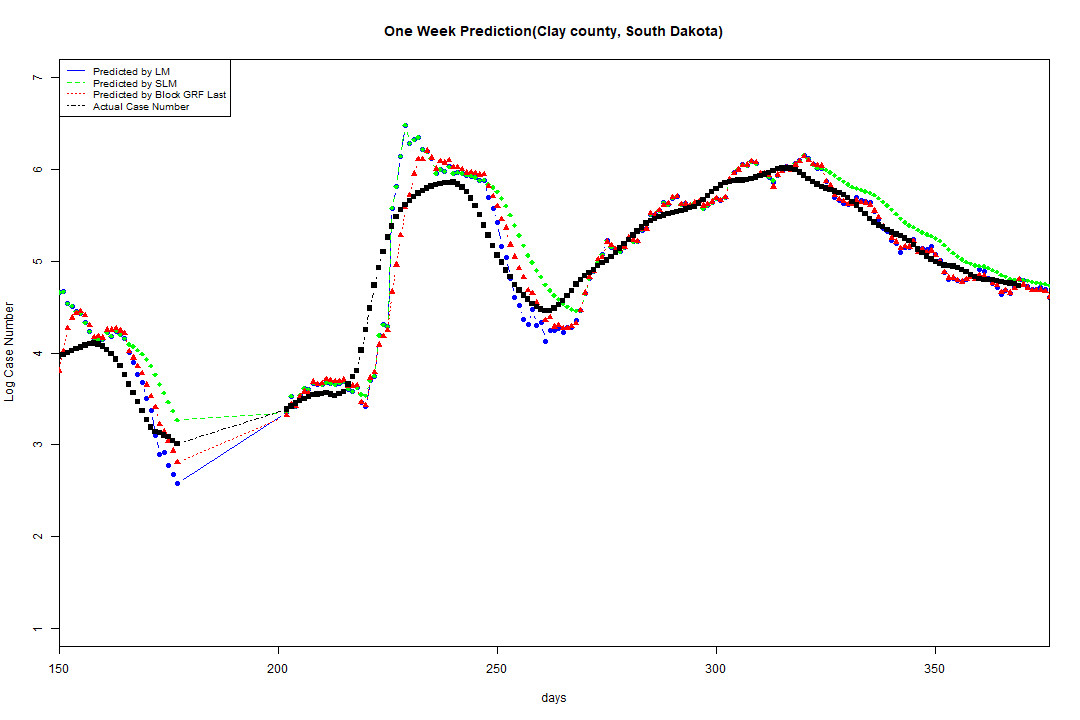 One Week Prediction(Clay county, South Dakota)
Predicted by LM
Predicted by SLM
Predicted by Block GRF Last
Actual Case Number
7
6
5
4
3
2
1
Log Case Number
150 200 250 300 350
days